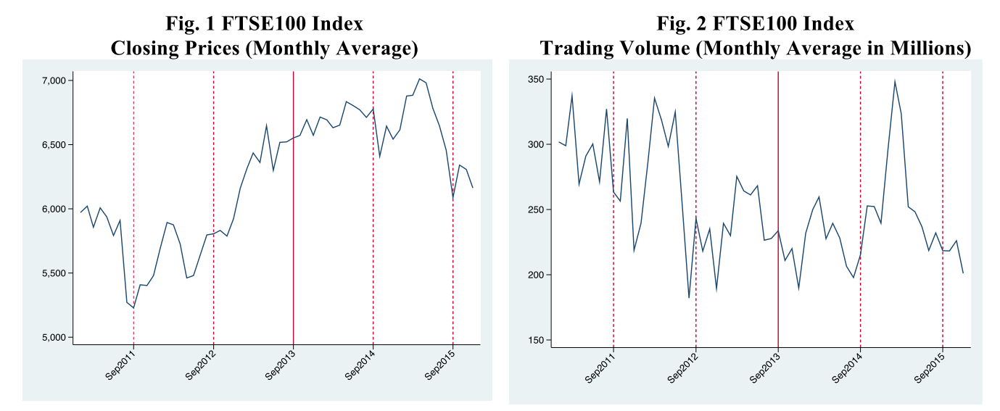 Fig. 1 FTSE100 Index
Closing Prices (Monthly Average)
7,000
6,500
6,000
5,500
5,000
Sep2011
Sep2012
Sep2013
Sep2014
Sep2015
Fig. 2 FTSE100 Index
Trading Volume (Monthly Average in Millions)
350
300
250
200
150
Sep2011
Sep2012
Sep2013
Sep2014
Sep2015